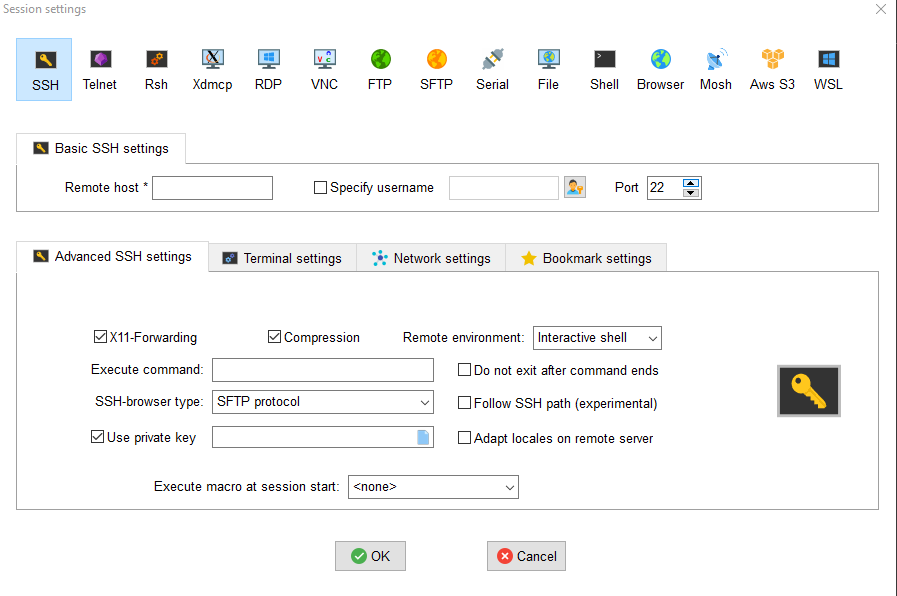 Session settings
SSH Telnet Rsh Xdmcp RDP VNC FTP SFTP Serial File Shell Browser Mosh Aws S3 WSL
Basic SSH settings
Remote host * Specify username Port 22
Advanced SSH settings Terminal settings Network settings Bookmark settings
X11-Forwarding Compression Remote environment: Interactive shell
Execute command: Do not exit after command ends
SSH-browser type: SFTP protocol Follow SSH path (experimental)
Use private key Adapt locales on remote server
Execute macro at session start: <none>
OK Cancel